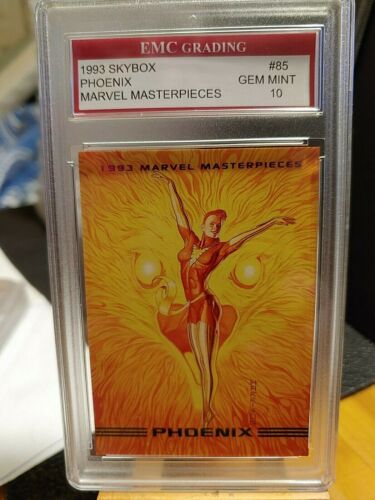 EMC GRADING
1993 SKYBOX #85
PHOENIX GEM MINT
MARVEL MASTERPIECES 10
1993 MARVEL MASTERPIECES
PHOENIX